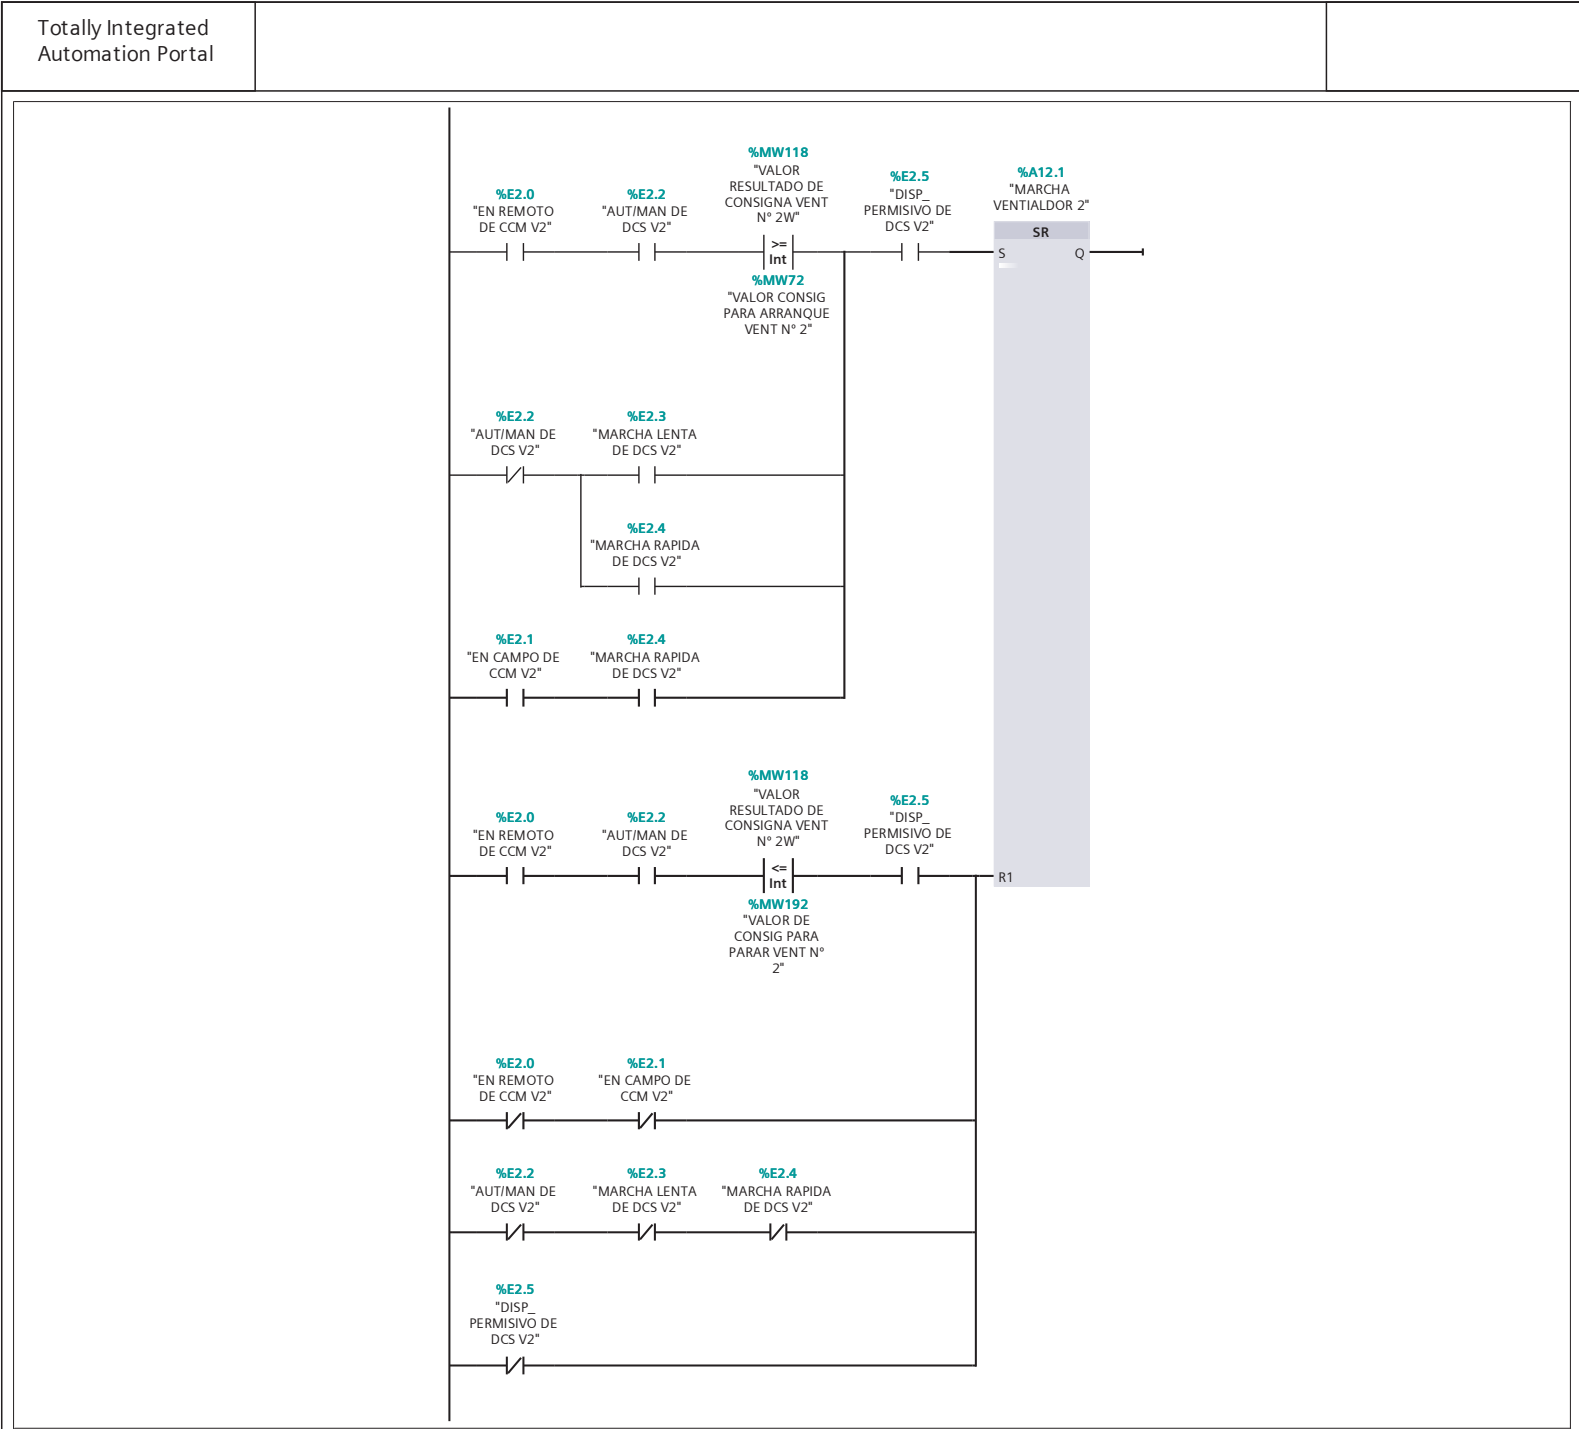 Totally Integrated
Automation Portal
%E2.0
"EN REMOTO
DE CCM V2"
%E2.2
"AUT/MAN DE
DCS V2"
%MW118
"VALOR
RESULTADO DE
CONSIGNA VENT
Nº 2W"
>=
Int
%MW72
"VALOR CONSIG
PARA ARRANQUE
VENT Nº 2"
%E2.5
"DISP_
PERMISIVO DE
DCS V2"
%A12.1
"MARCHA
VENTIALDOR 2"
SR
S
Q
%E2.2
"AUT/MAN DE
DCS V2"
%E2.3
"MARCHA LENTA
DE DCS V2"
%E2.4
"MARCHA RAPIDA
DE DCS V2"
%E2.1
"EN CAMPO DE
CCM V2"
%E2.4
"MARCHA RAPIDA
DE DCS V2"
%E2.0
"EN REMOTO
DE CCM V2"
%E2.2
"AUT/MAN DE
DCS V2"
%MW118
"VALOR
RESULTADO DE
CONSIGNA VENT
Nº 2W"
<=
Int
%MW192
"VALOR DE
CONSIG PARA
PARAR VENT Nº
2"
%E2.5
"DISP_
PERMISIVO DE
DCS V2"
R1
%E2.0
"EN REMOTO
DE CCM V2"
%E2.1
"EN CAMPO DE
CCM V2"
%E2.2
"AUT/MAN DE
DCS V2"
%E2.3
"MARCHA LENTA
DE DCS V2"
%E2.4
"MARCHA RAPIDA
DE DCS V2"
%E2.5
"DISP_
PERMISIVO DE
DCS V2"